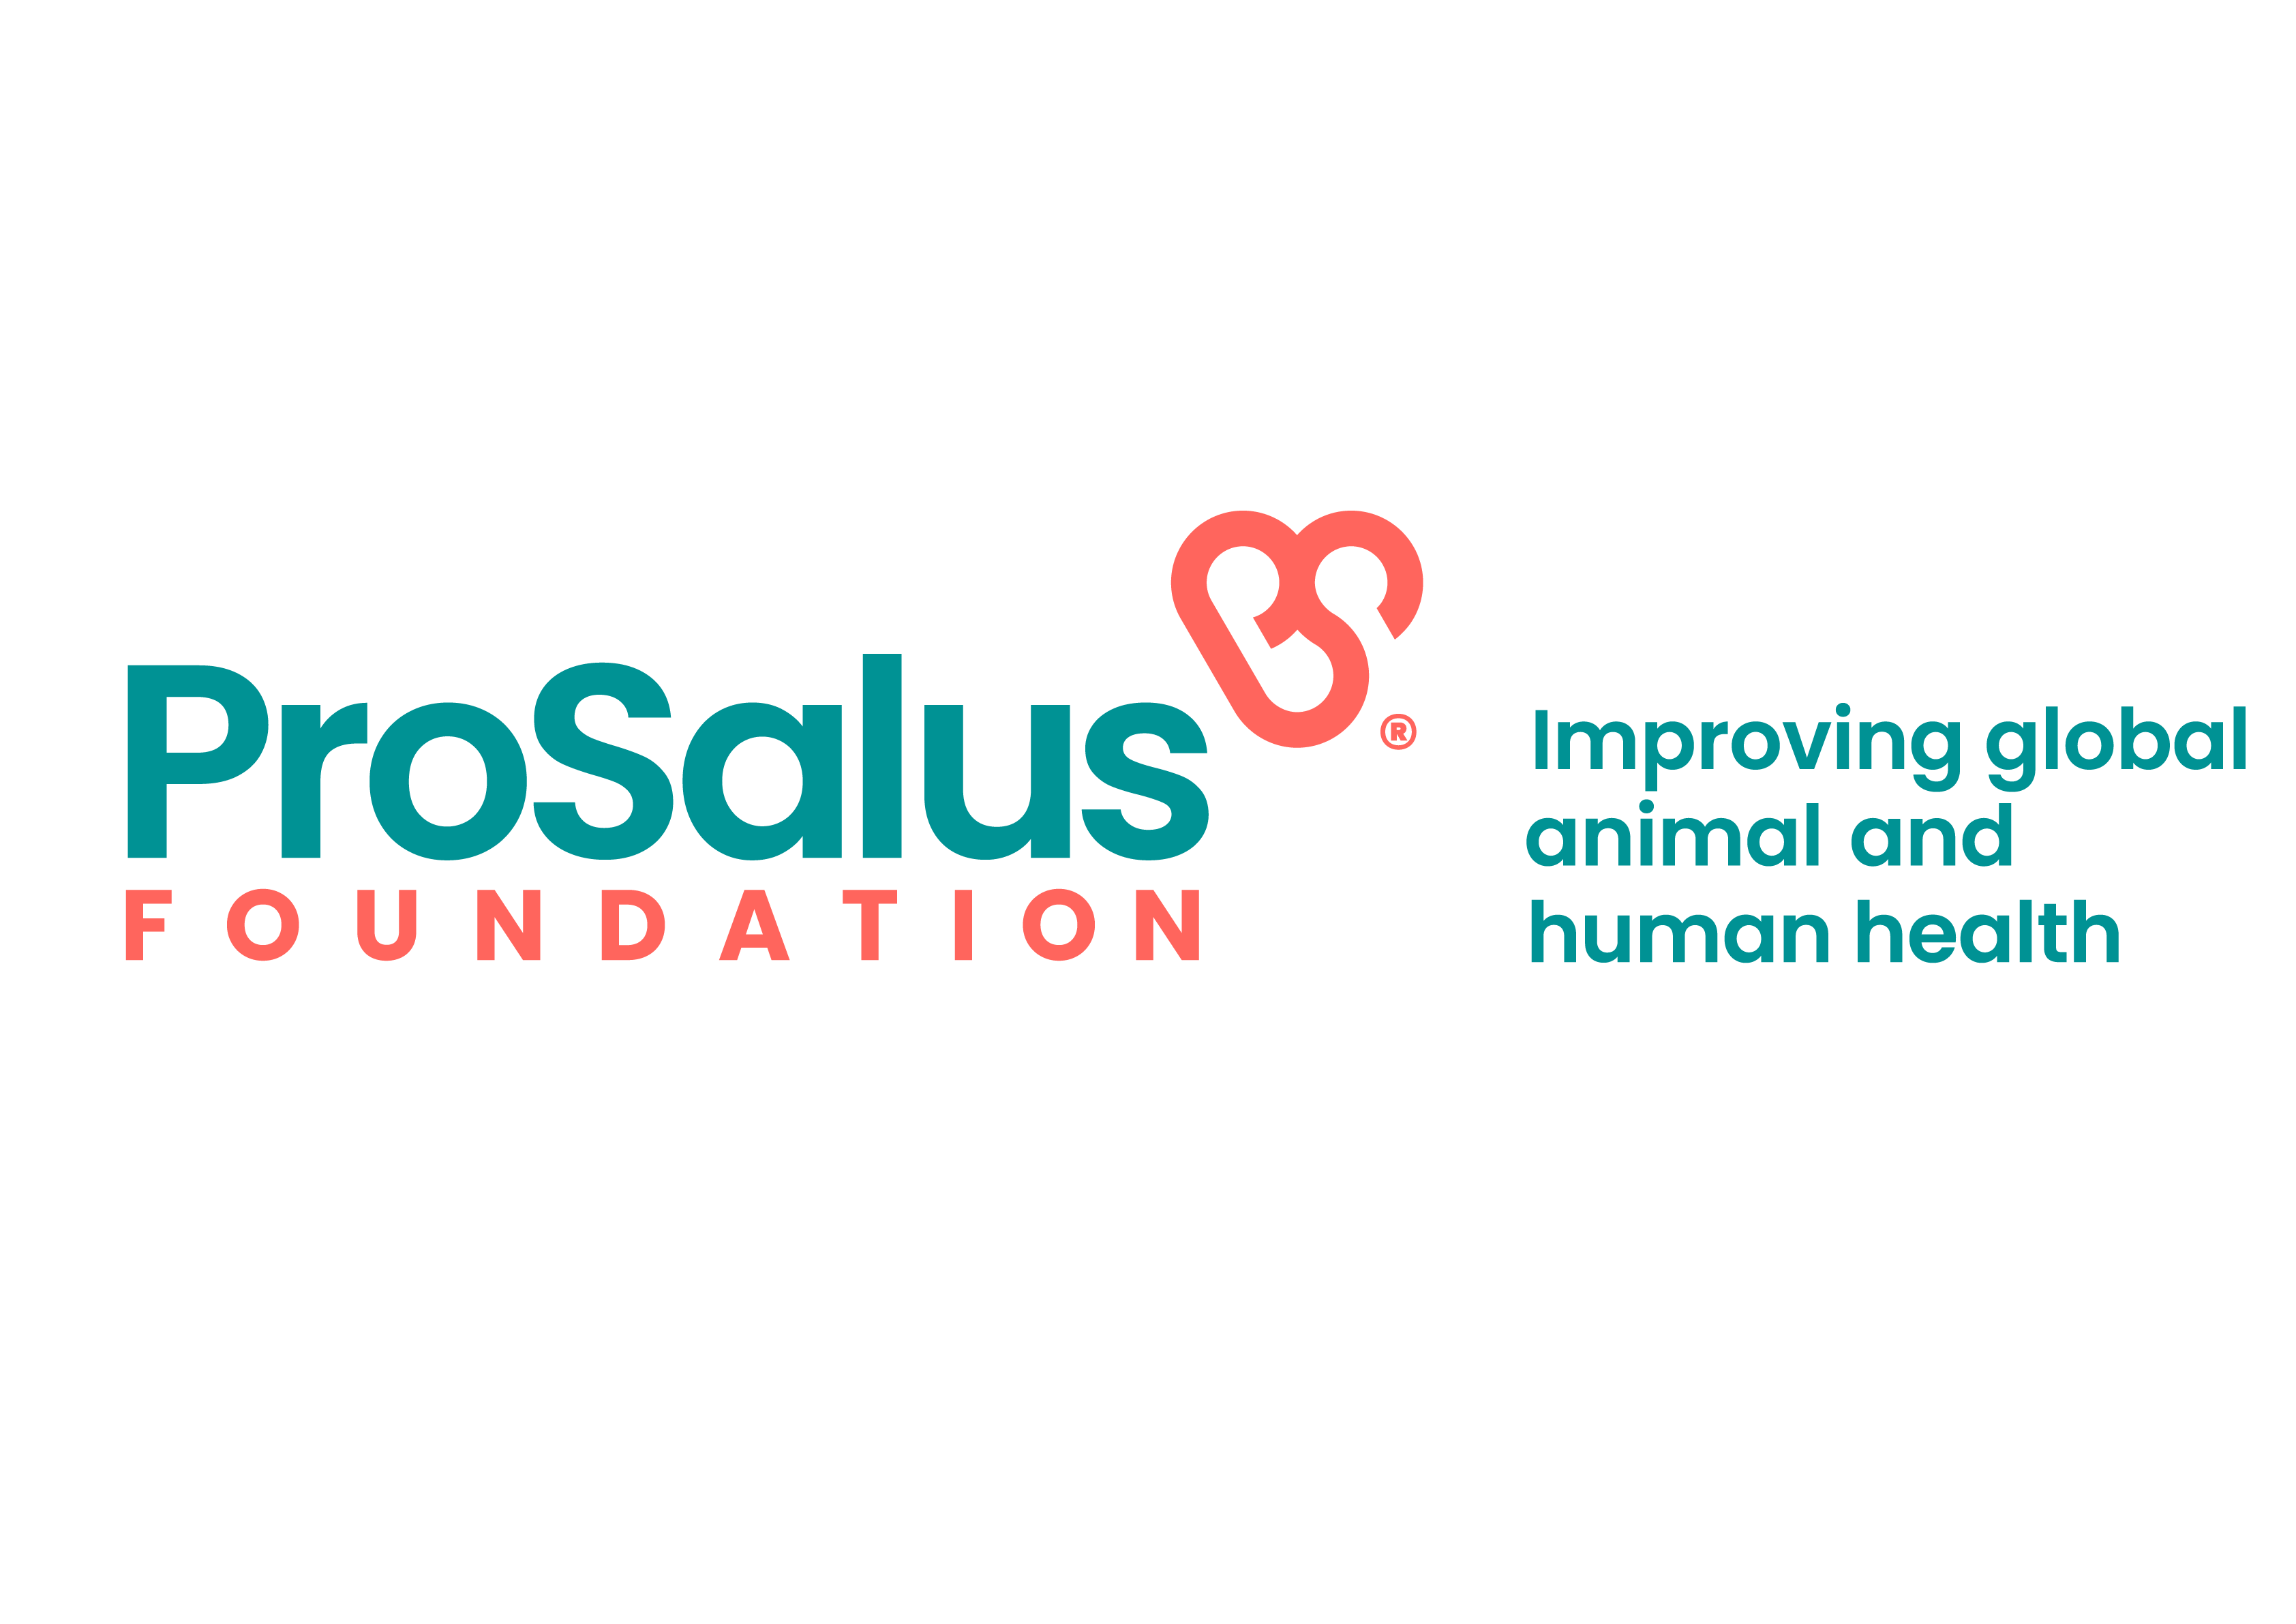 ProSalus
FOUNDATION
®
Improving global
animal and
human health